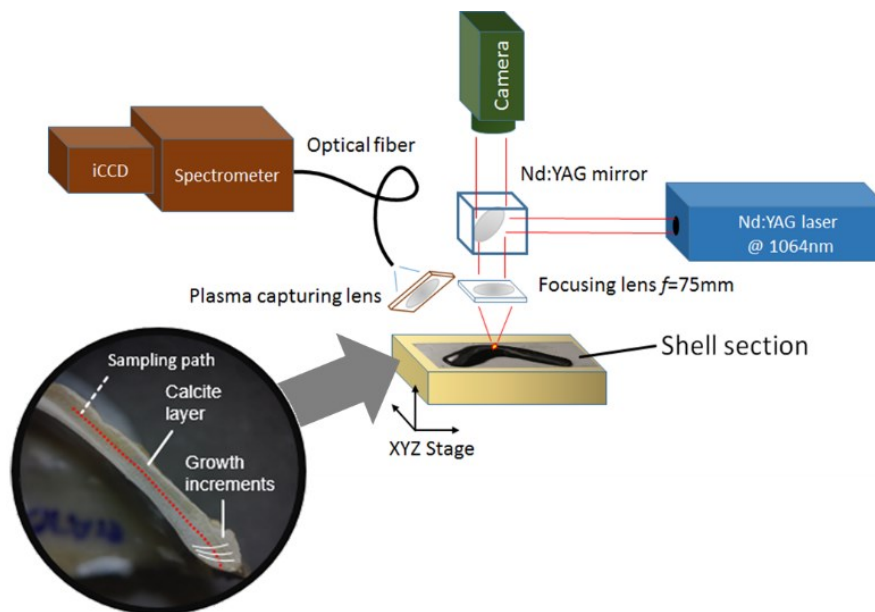 Camera
Optical fiber
iCCD
Spectrometer
Nd:YAG mirror
Nd:YAG laser
@ 1064nm
Plasma capturing lens
Focusing lens f=75mm
Shell section
Sampling path
Calcite
layer
Growth
increments
XYZ Stage